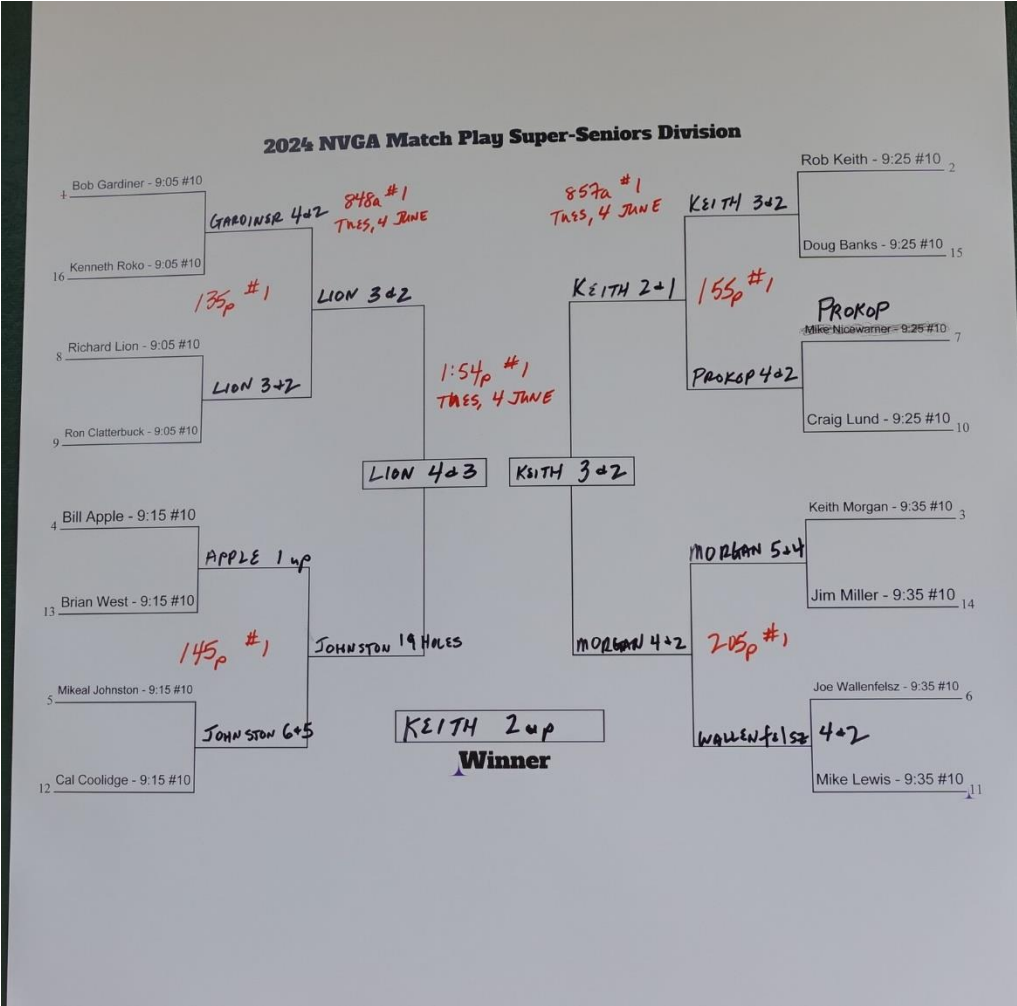 2024 NVGA Match Play Super-Seniors Division
Bob Gardiner - 9:05 #10
GARDINER 4&2
16 Kenneth Roko - 9:05 #10
848a #1
TUES, 4 JUNE
135p #1
LION 3&2
8 Richard Lion - 9:05 #10
LION 3&2
9 Ron Clatterbuck - 9:05 #10
1:54p #1
TUES, 4 JUNE
LION 4&3
4 Bill Apple - 9:15 #10
APPLE 1 up
13 Brian West - 9:15 #10
145p #1
JOHNSTON 19 HOLES
5 Mikeal Johnston - 9:15 #10
JOHNSTON 6&5
12 Cal Coolidge - 9:15 #10
857a #1
TUES, 4 JUNE
Rob Keith - 9:25 #10 2
KEITH 3&2
Doug Banks - 9:25 #10 15
KEITH 2&1
155p #1
PROKOP
Mike Nicewarner - 9:25 #10 7
PROKOP 4&2
Craig Lund - 9:25 #10 10
KEITH 3&2
Keith Morgan - 9:35 #10 3
MORGAN 5&4
Jim Miller - 9:35 #10 14
MORGAN 4&2
205p #1
Joe Wallenfelsz - 9:35 #10 6
WALLENfelsz 4&2
Mike Lewis - 9:35 #10 11
KEITH 2 up
Winner